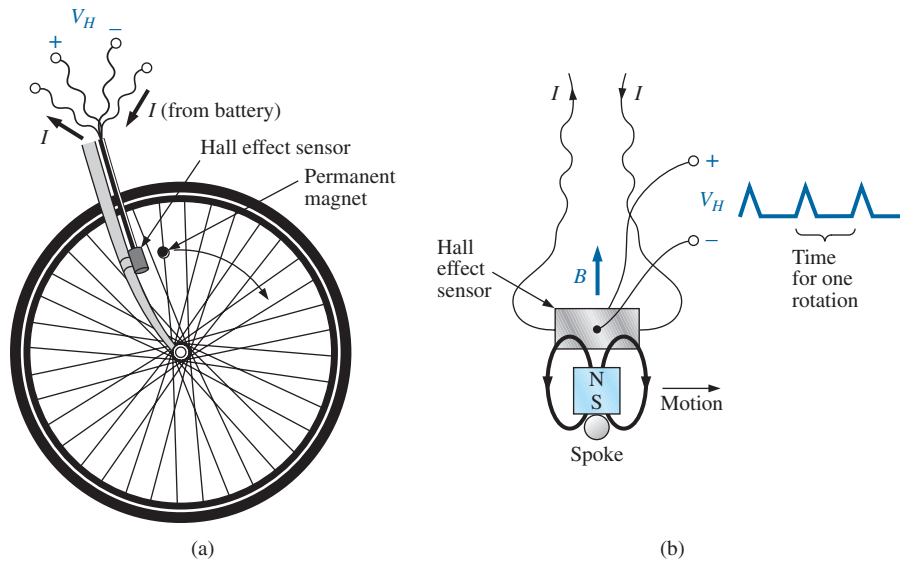 V_H
+ −
I (from battery)
I
Hall effect sensor
Permanent
magnet
(a)
I I
+
V_H
−
Hall
effect
sensor
B
Time
for one
rotation
N
S
Motion
Spoke
(b)